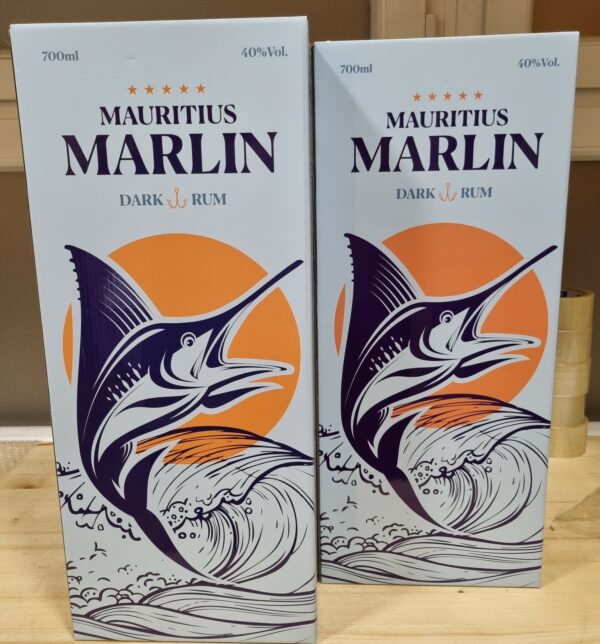 700ml 40%Vol.
MAURITIUS
MARLIN
DARK RUM
700ml 40%Vol.
MAURITIUS
MARLIN
DARK RUM